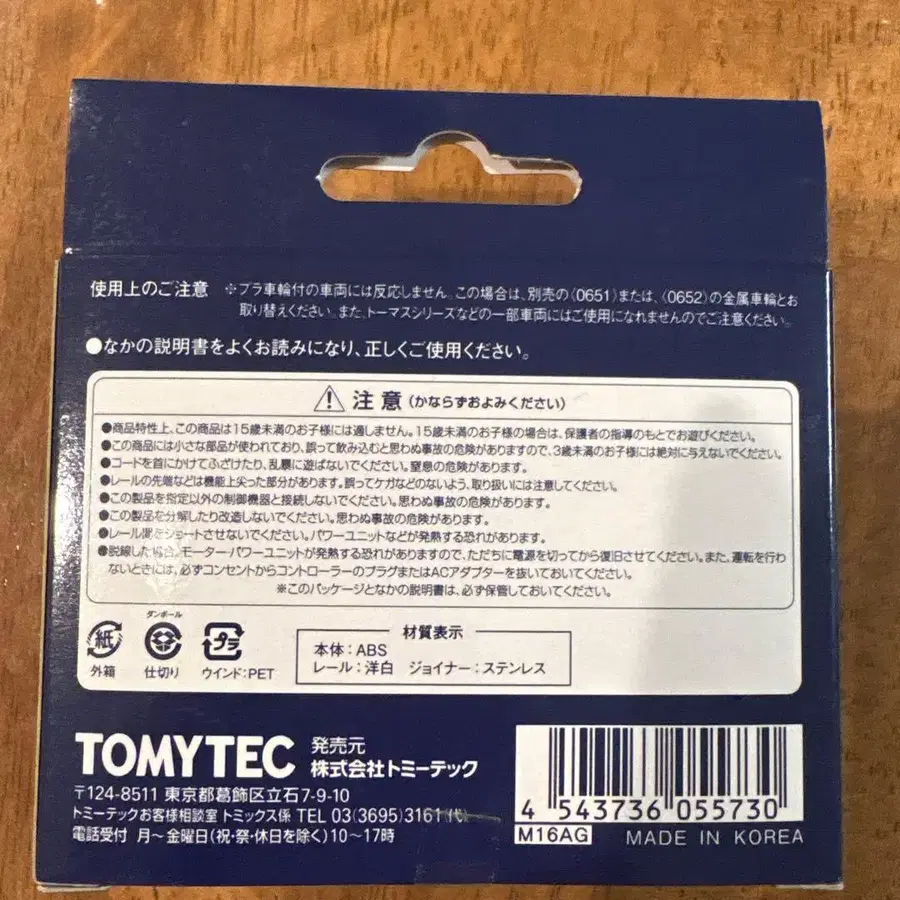 使用上のご注意 ※プラ車輪付の車両には反応しません。この場合は、別売の〈0651〉または、〈0652〉の金属車輪とお
取り替えください。また、トーマスシリーズなどの一部車両にはご使用になれませんのでご注意ください。
●なかの説明書をよくお読みになり、正しくご使用ください。
注意 (かならずおよみください)
●商品特性上、この商品は15歳未満のお子様には適しません。15歳未満のお子様の場合は、保護者の指導のもとでお遊びください。
●この商品には小さな部品が使われており、誤って飲み込むと思わぬ事故の危険がありますので、3歳未満のお子様には絶対に与えないでください。
●コードを首にかけてふざけたり、乱暴に遊ばないでください。窒息の危険があります。
●レールの先端などは機能上尖った部分があります。誤ってケガなどのないよう、取り扱いには注意してください。
●この製品を指定以外の制御機器と接続しないでください。思わぬ事故の危険があります。
●この製品を分解したり改造しないでください。思わぬ事故の危険があります。
●レール間をショートさせないでください。パワーユニットなどが発熱する恐れがあります。
●脱線した場合、モーター・パワーユニットが発熱する恐れがありますので、ただちに電源を切ってから復旧させてください。また、運転を行わ
ないときには、必ずコンセントからコントローラーのプラグまたはACアダプターを抜いておいてください。
※このパッケージとなかの説明書は、必ず保管しておいてください。
紙
外箱
ダンボール
仕切り
プラ
ウインド:PET
材質表示
本体:ABS
レール:洋白 ジョイナー:ステンレス
TOMYTEC 発売元
株式会社トミーテック
〒124-8511 東京都葛飾区立石7-9-10
トミーテックお客様相談室 トミックス係 TEL 03(3695)3161(代)
電話受付 月〜金曜日(祝・祭・休日を除く)10〜17時
4 543736 055730
M16AG MADE IN KOREA